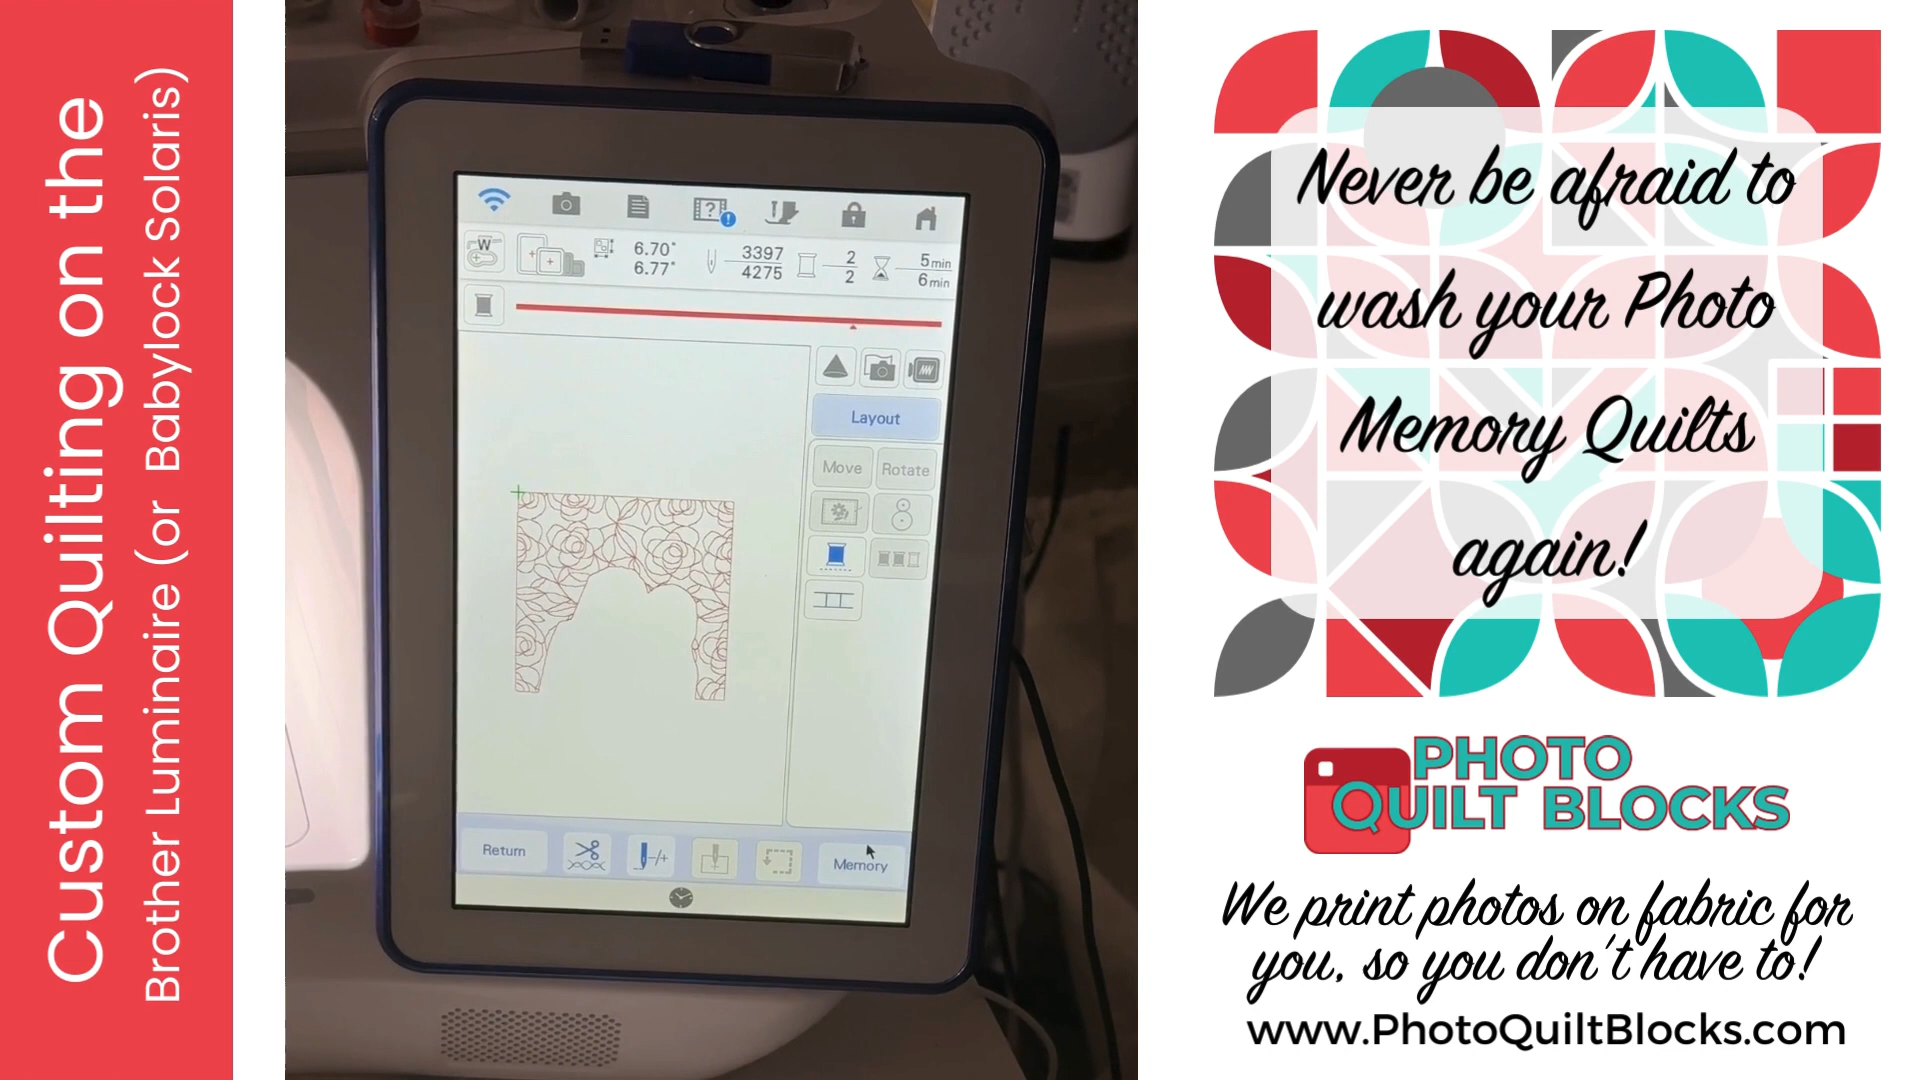 Custom Quilting on the
Brother Luminaire (or Babylock Solaris)
W
6.70"
6.77"
3397
4275
2
2
5 min
6 min
Layout
Move
Rotate
Return
-/+
Memory
Never be afraid to
wash your Photo
Memory Quilts
again!
PHOTO
QUILT BLOCKS
We print photos on fabric for
you, so you don't have to!
www.PhotoQuiltBlocks.com